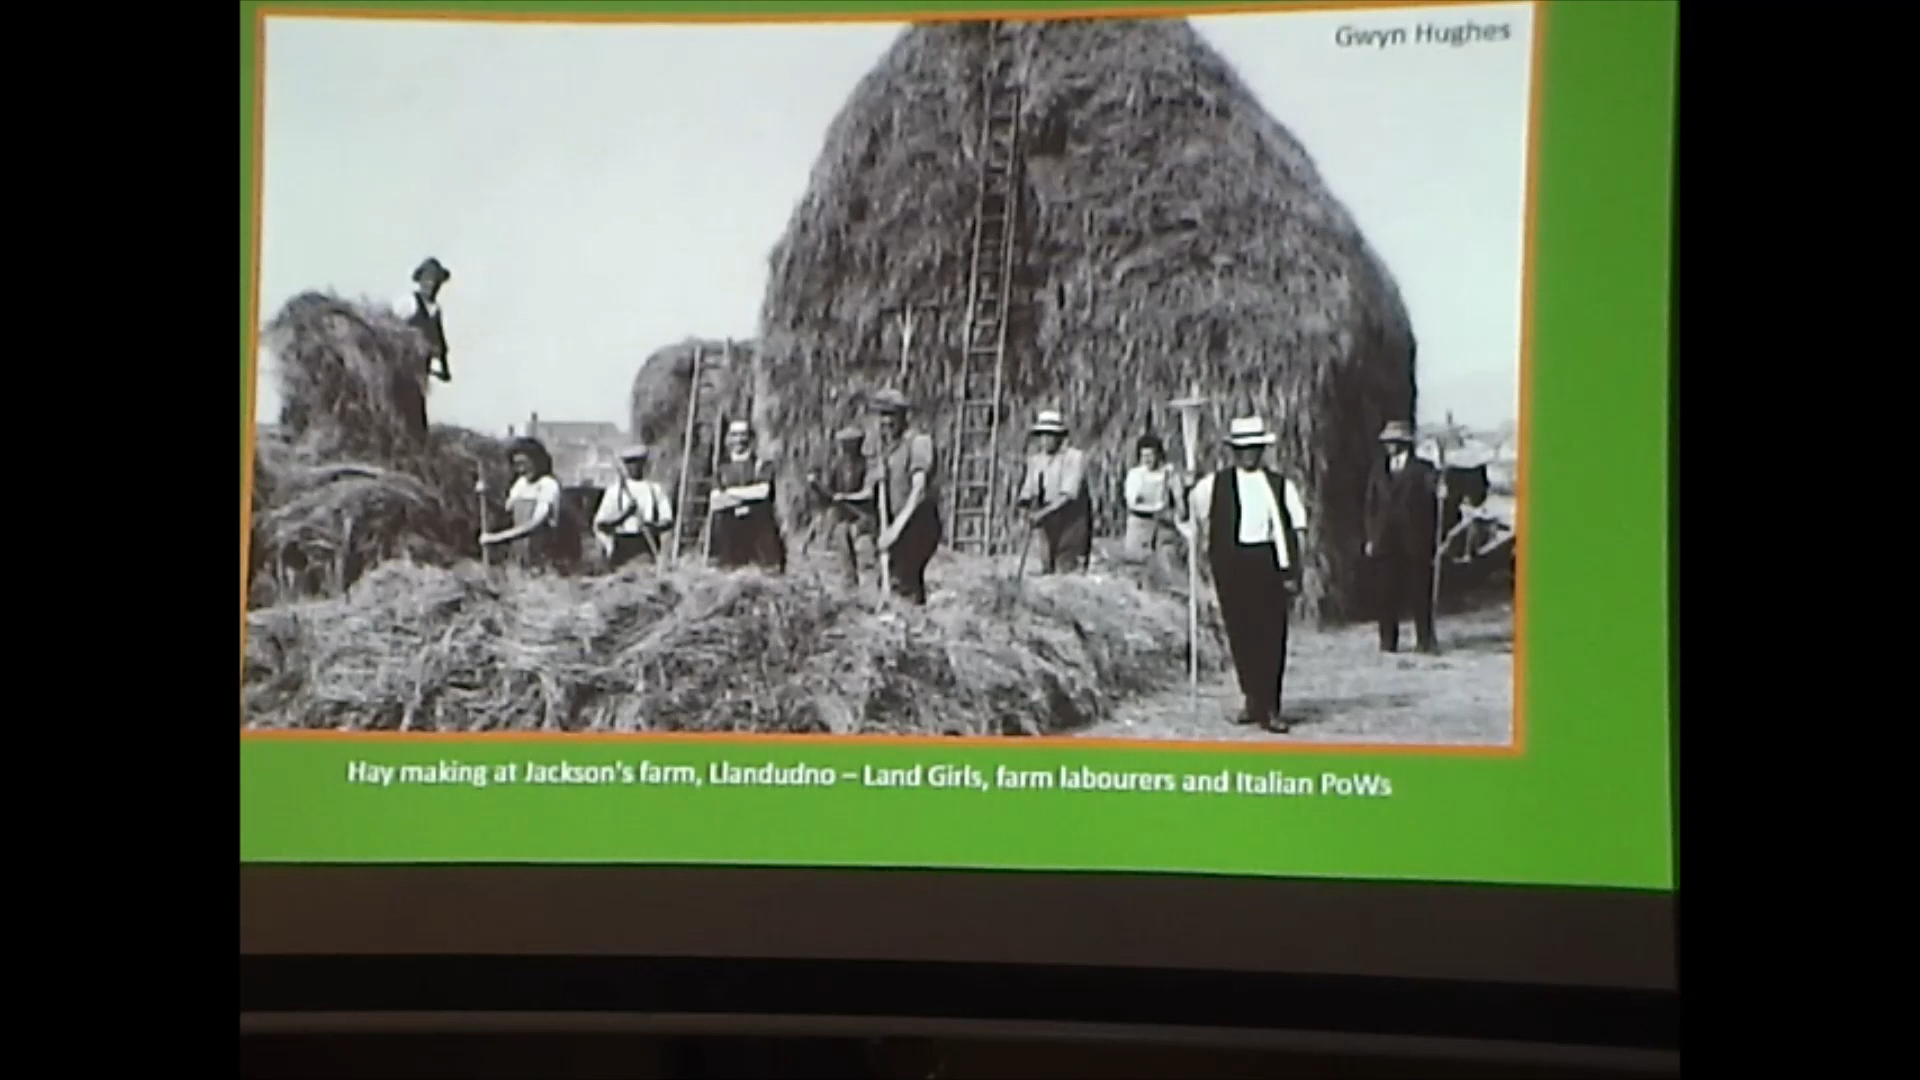 Gwyn Hughes
Hay making at Jackson's farm, Llandudno – Land Girls, farm labourers and Italian PoWs